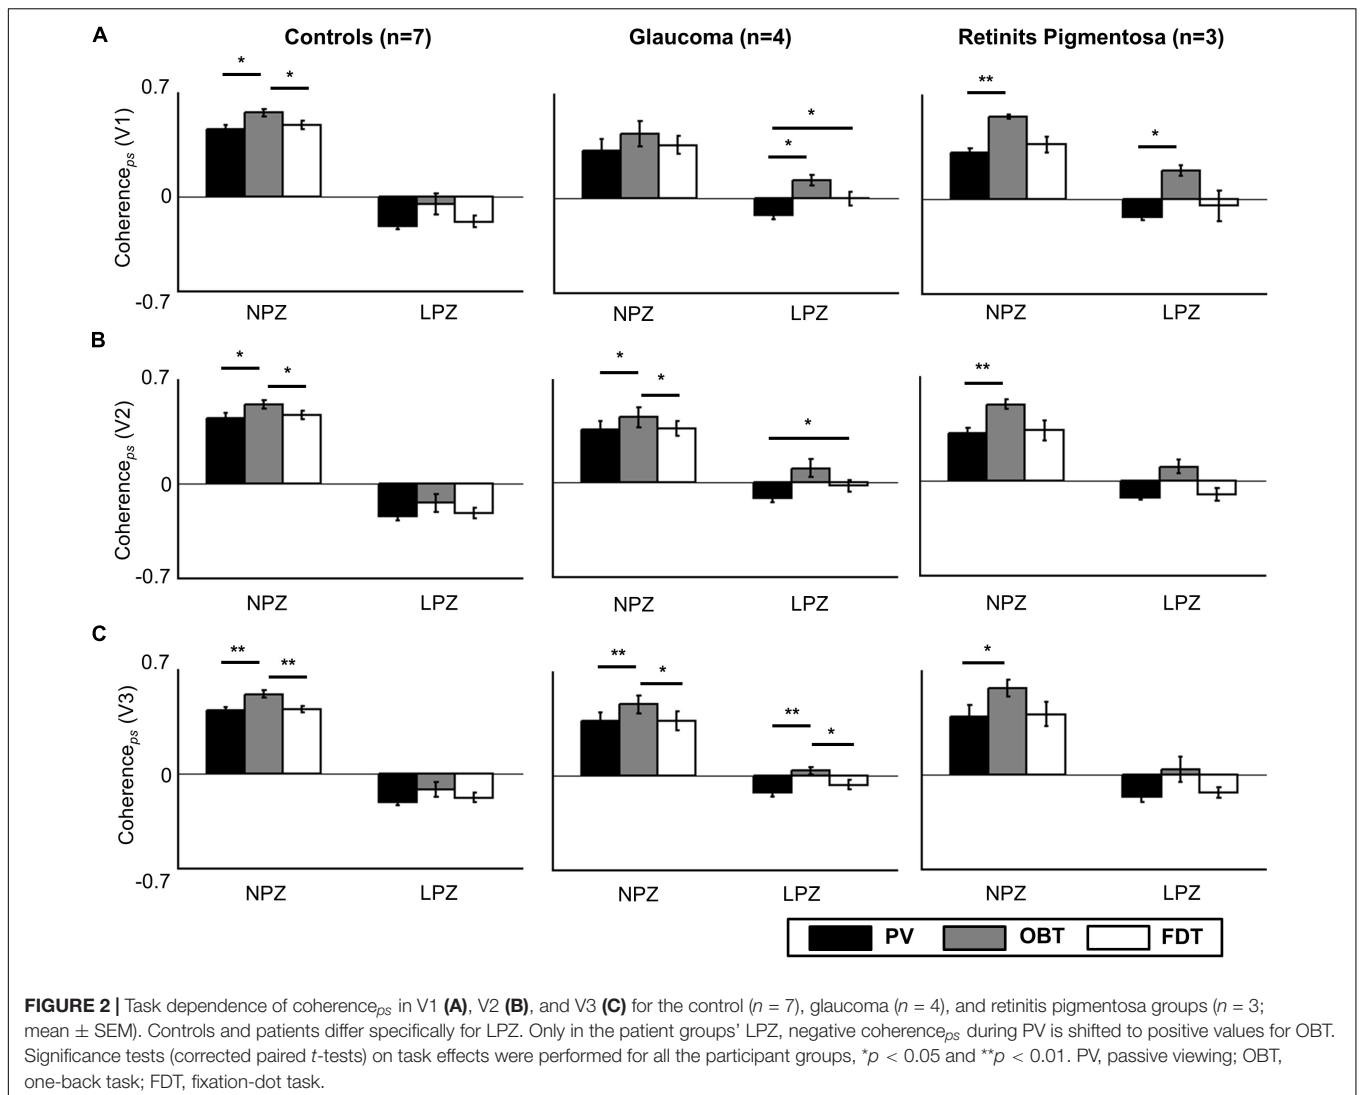 A
Controls (n=7)
Glaucoma (n=4)
Retinits Pigmentosa (n=3)
* *
* *
** *
0.7
0
-0.7
Coherenceps (V1)
NPZ LPZ
NPZ LPZ
NPZ LPZ
B
* *
* * *
**
0.7
0
-0.7
Coherenceps (V2)
NPZ LPZ
NPZ LPZ
NPZ LPZ
C
** **
** * ** *
*
0.7
0
-0.7
Coherenceps (V3)
NPZ LPZ
NPZ LPZ
NPZ LPZ
PV OBT FDT
FIGURE 2 | Task dependence of coherenceps in V1 (A), V2 (B), and V3 (C) for the control (n = 7), glaucoma (n = 4), and retinitis pigmentosa groups (n = 3;
mean ± SEM). Controls and patients differ specifically for LPZ. Only in the patient groups' LPZ, negative coherenceps during PV is shifted to positive values for OBT.
Significance tests (corrected paired t-tests) on task effects were performed for all the participant groups, *p < 0.05 and **p < 0.01. PV, passive viewing; OBT,
one-back task; FDT, fixation-dot task.